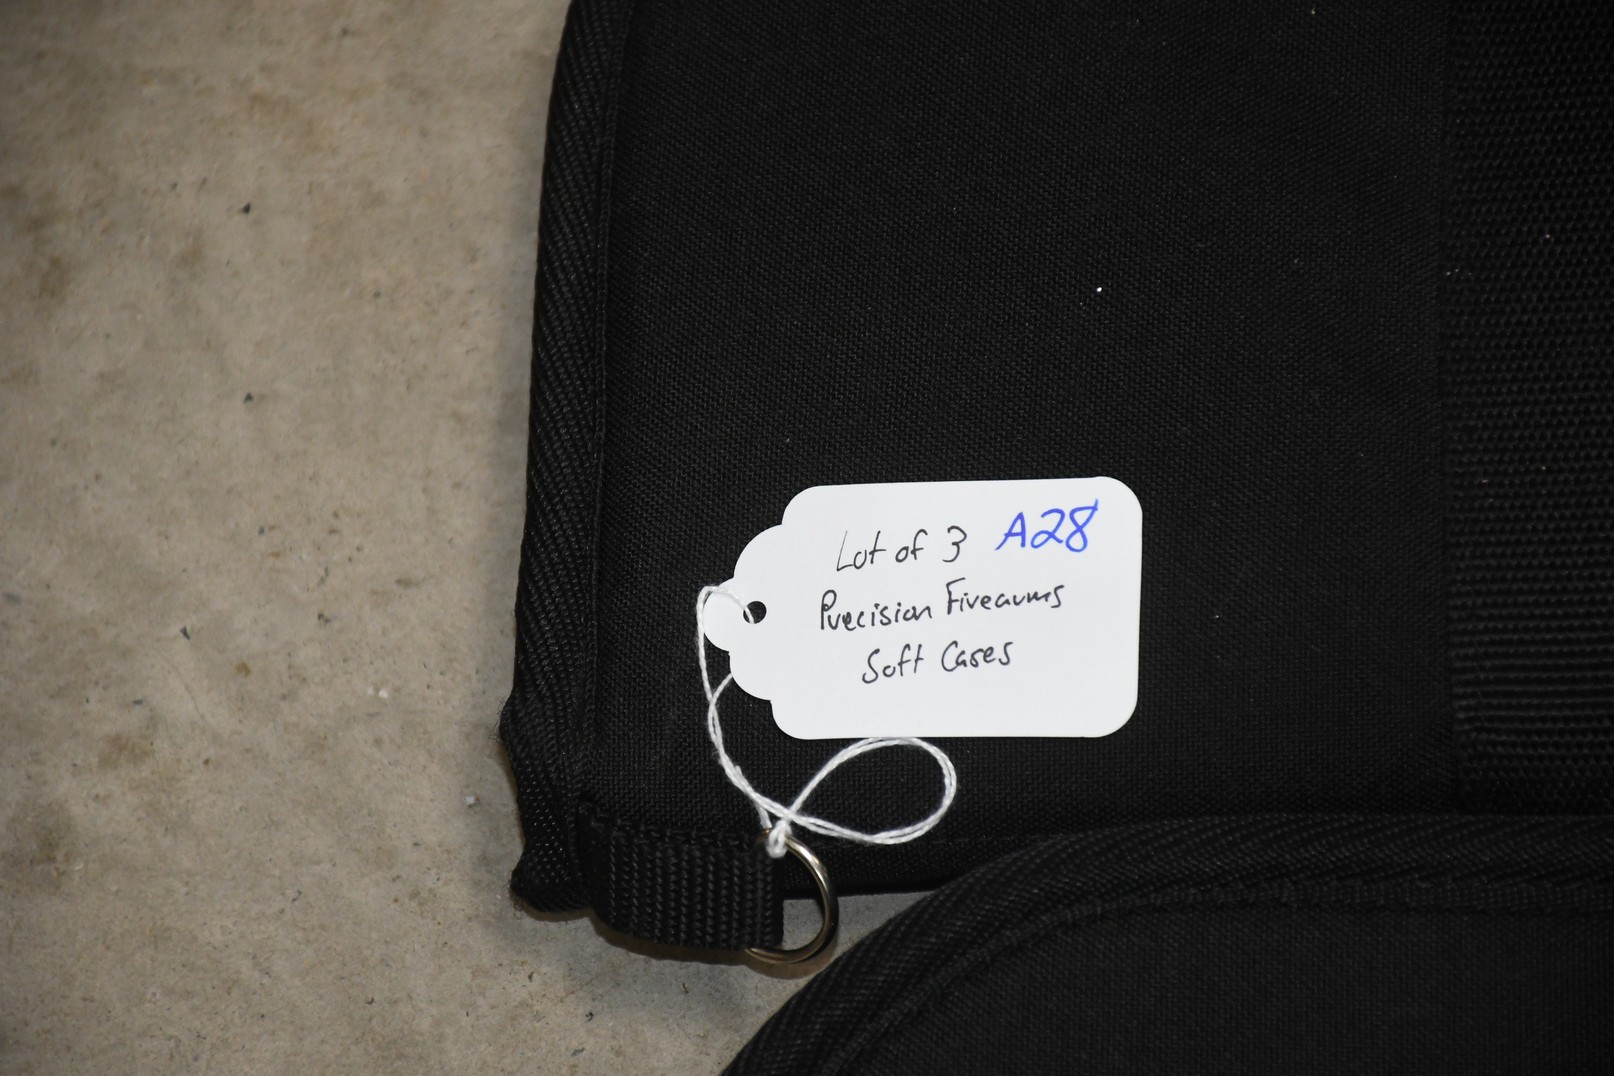 Lot of 3 A28
Precision Firearms
Soft Cases